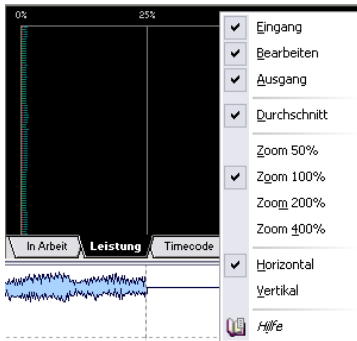 0% 25%
Eingang
Bearbeiten
Ausgang
Durchschnitt
Zoom 50%
Zoom 100%
Zoom 200%
Zoom 400%
In Arbeit Leistung Timecode
Horizontal
Vertikal
Hilfe